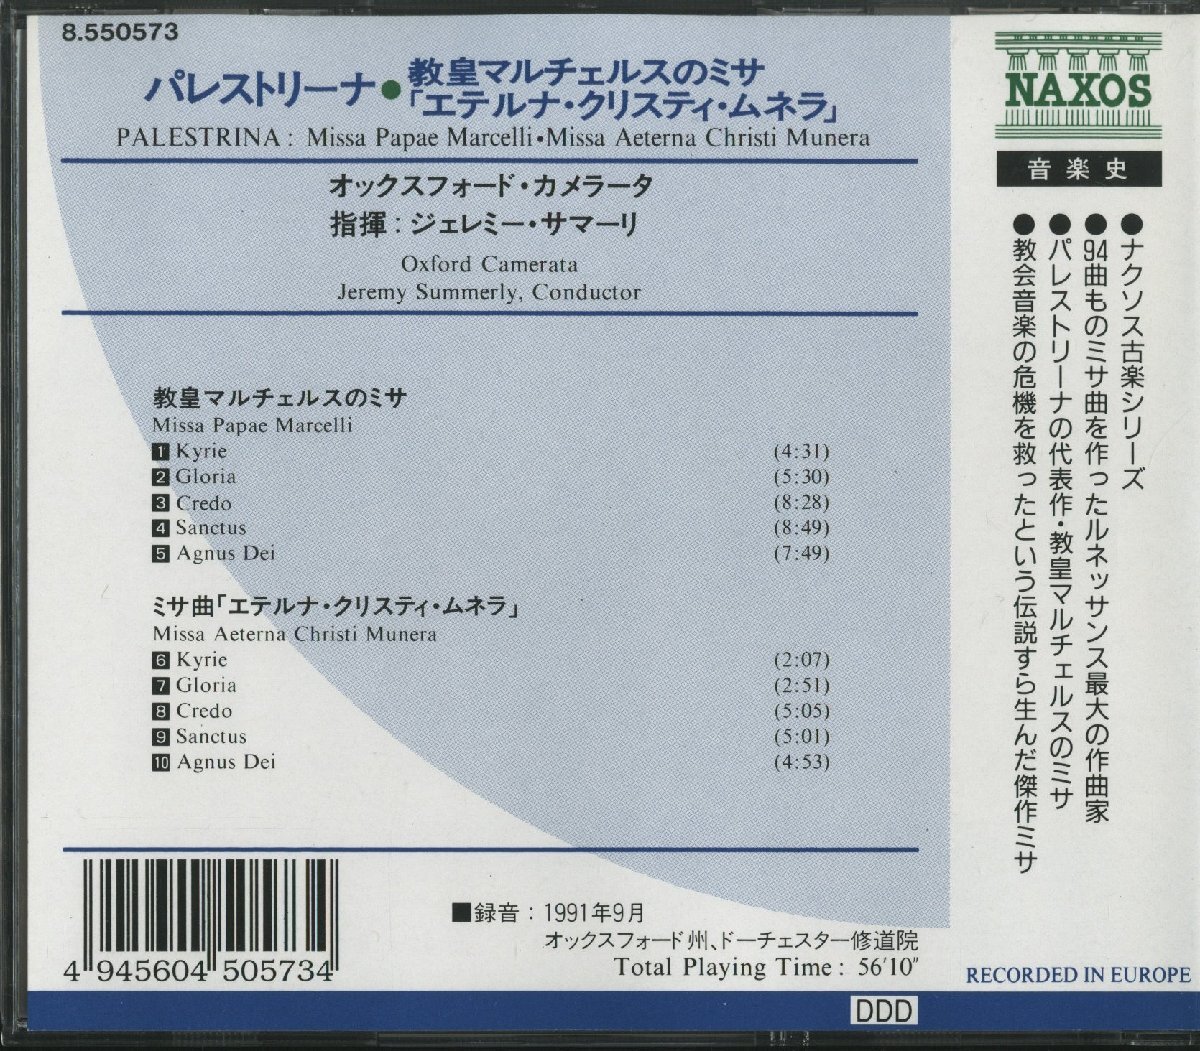 8.550573
パレストリーナ●教皇マルチェルスのミサ
「エテルナ・クリスティ・ムネラ」
PALESTRINA: Missa Papae Marcelli•Missa Aeterna Christi Munera
オックスフォード・カメラータ
指揮：ジェレミー・サマーリ
Oxford Camerata
Jeremy Summerly, Conductor
教皇マルチェルスのミサ
Missa Papae Marcelli
1 Kyrie (4:31)
2 Gloria (5:30)
3 Credo (8:28)
4 Sanctus (8:49)
5 Agnus Dei (7:49)
ミサ曲「エテルナ・クリスティ・ムネラ」
Missa Aeterna Christi Munera
6 Kyrie (2:07)
7 Gloria (2:51)
8 Credo (5:05)
9 Sanctus (5:01)
10 Agnus Dei (4:53)
4 945604 505734
■録音：1991年9月
オックスフォード州、ドーチェスター修道院
Total Playing Time: 56'10"
DDD
NAXOS
音楽史
●ナクソス古楽シリーズ
●94曲ものミサ曲を作ったルネッサンス最大の作曲家
●パレストリーナの代表作・教皇マルチェルスのミサ
●教会音楽の危機を救ったという伝説すら生んだ傑作ミサ
RECORDED IN EUROPE